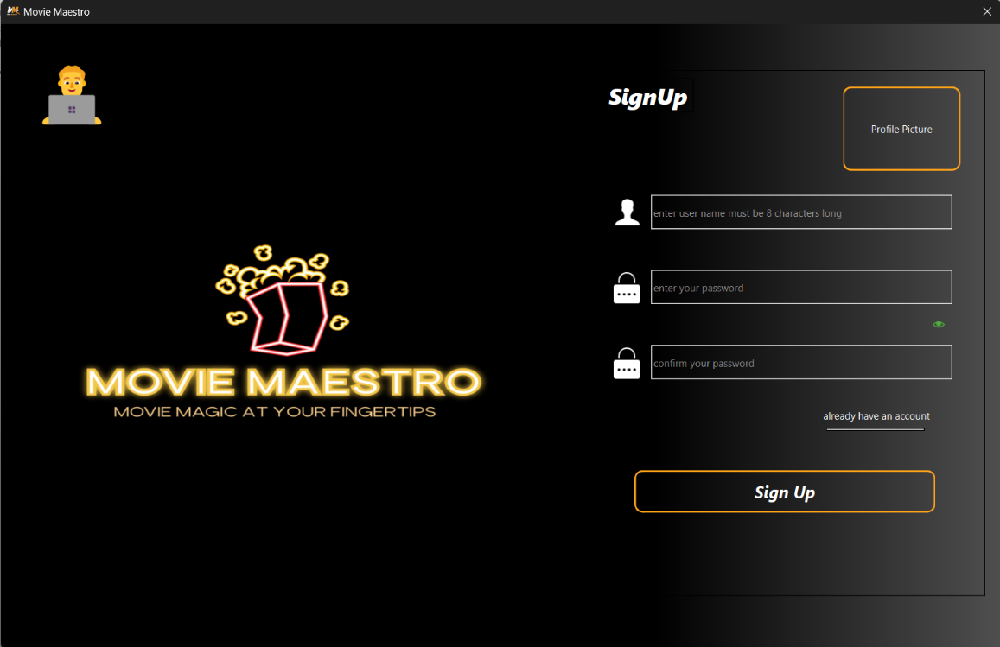 Movie Maestro
SignUp
Profile Picture
enter user name must be 8 characters long
enter your password
confirm your password
MOVIE MAESTRO
MOVIE MAGIC AT YOUR FINGERTIPS
already have an account
Sign Up